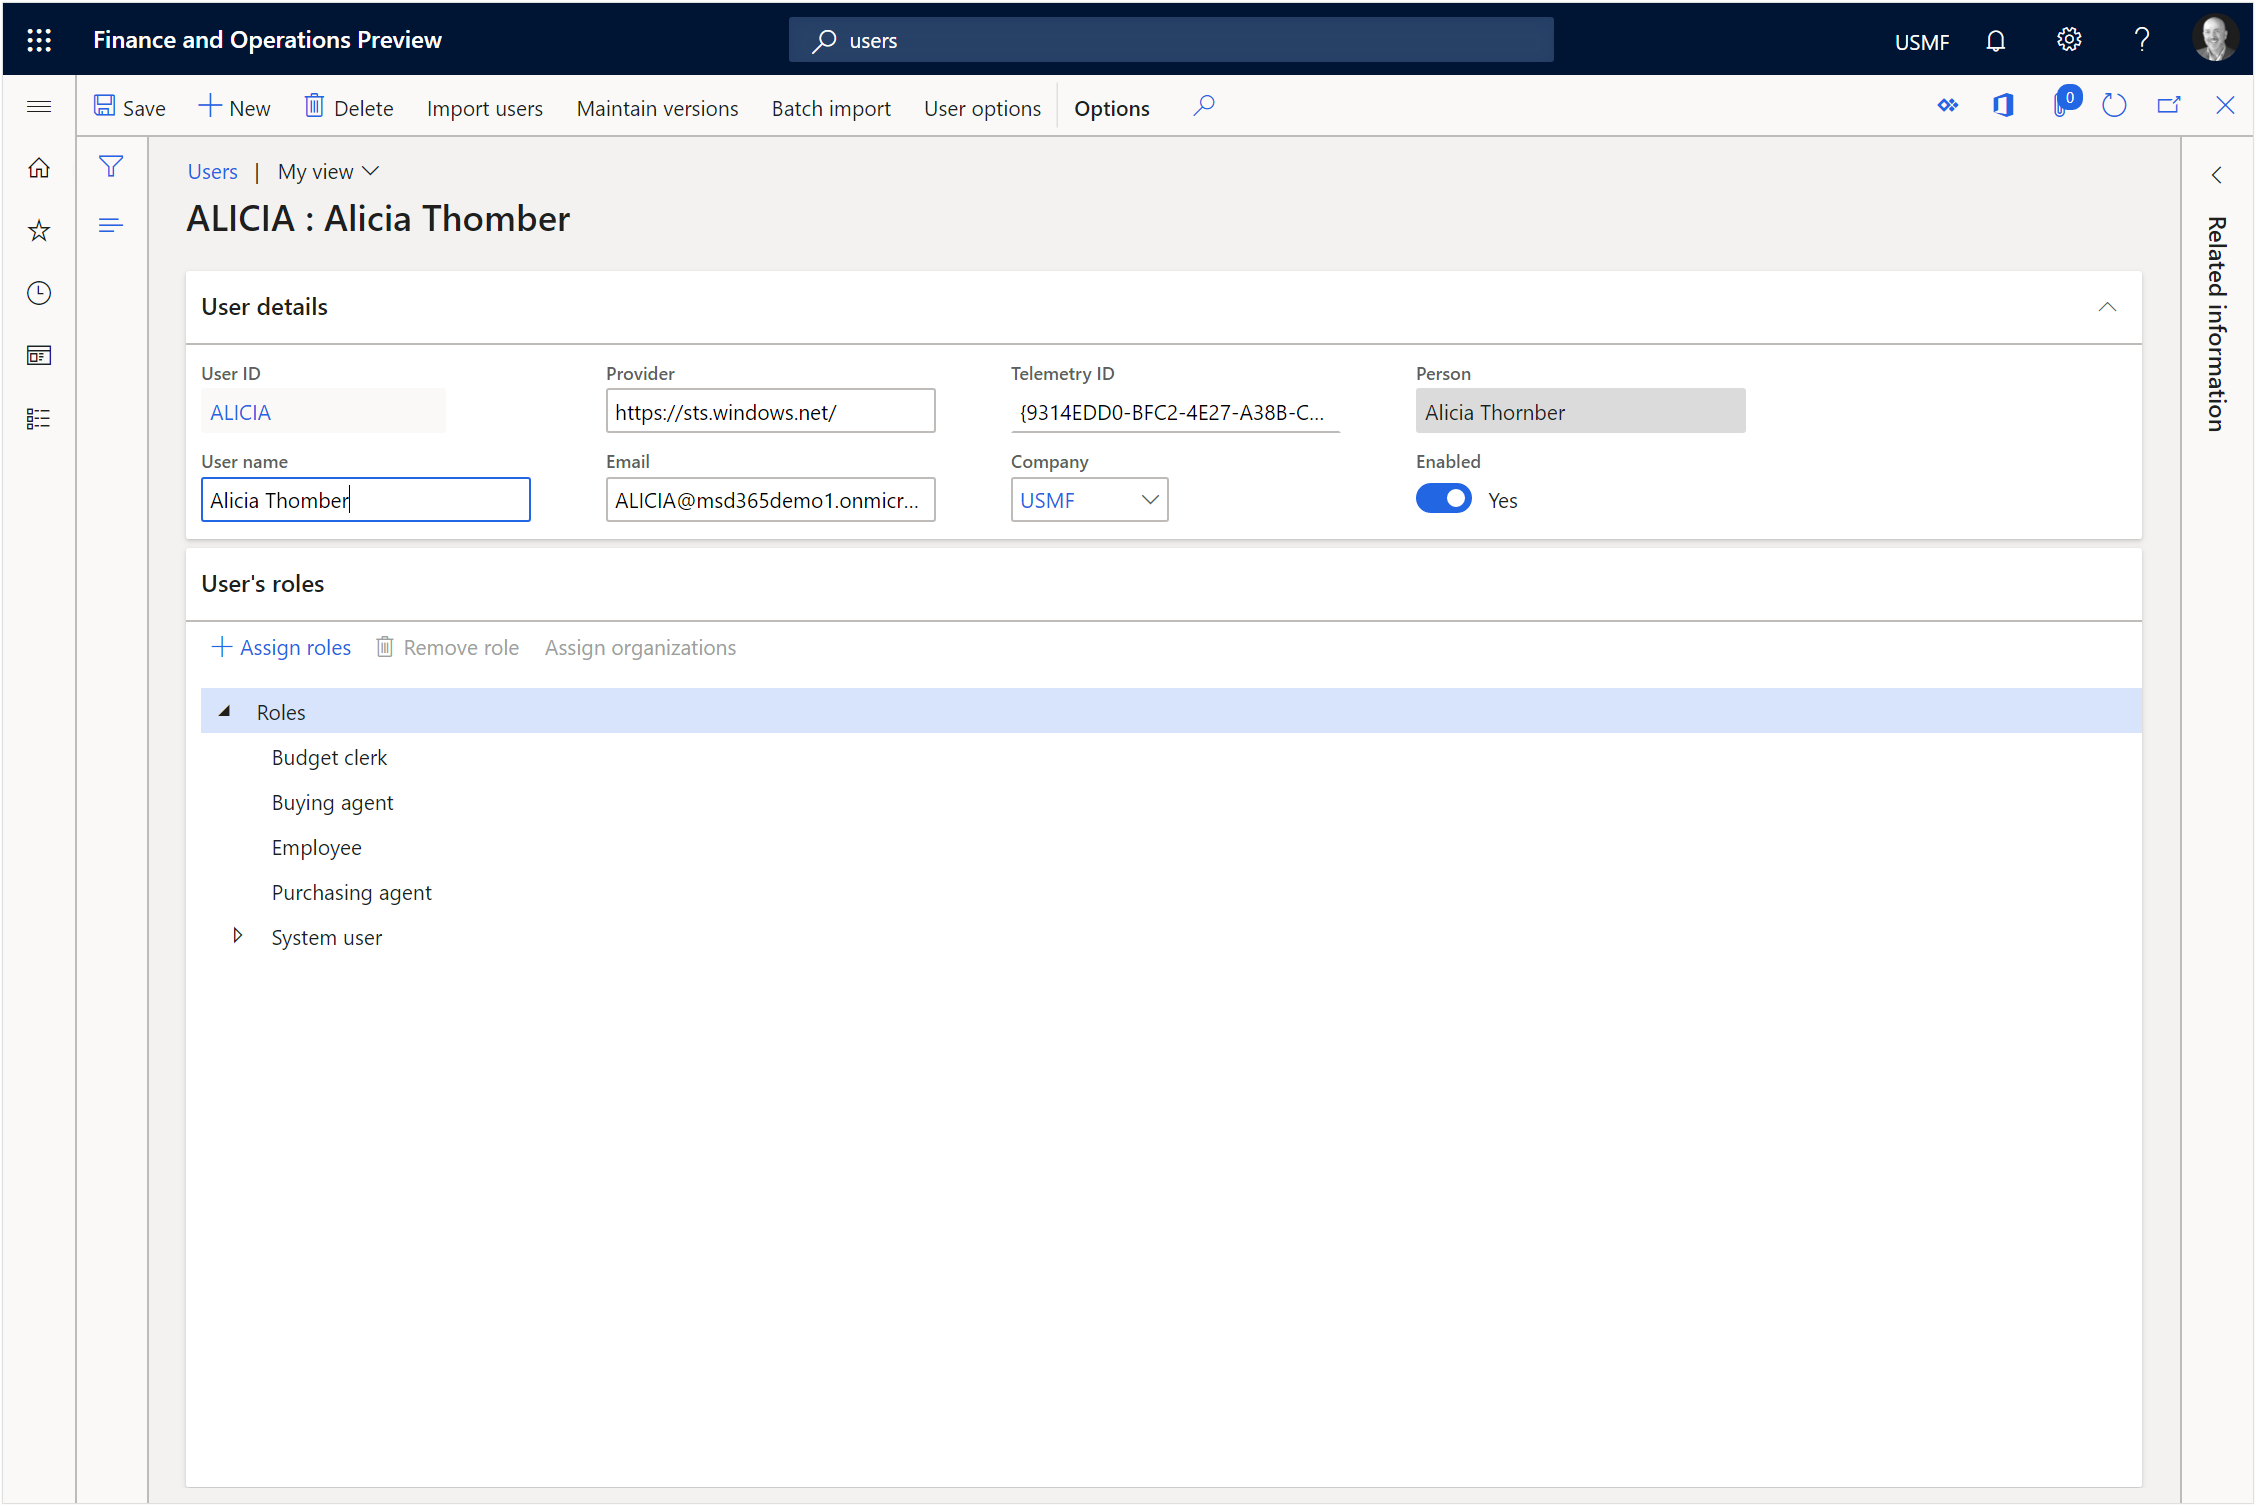 Finance and Operations Preview
users
USMF
?
Save
New
Delete
Import users
Maintain versions
Batch import
User options
Options
0
Users | My view
ALICIA : Alicia Thomber
Related information
User details
User ID
Provider
Telemetry ID
Person
ALICIA
https://sts.windows.net/
{9314EDD0-BFC2-4E27-A38B-C...
Alicia Thornber
User name
Email
Company
Enabled
Alicia Thomber
ALICIA@msd365demo1.onmicr...
USMF
Yes
User's roles
Assign roles
Remove role
Assign organizations
Roles
Budget clerk
Buying agent
Employee
Purchasing agent
System user